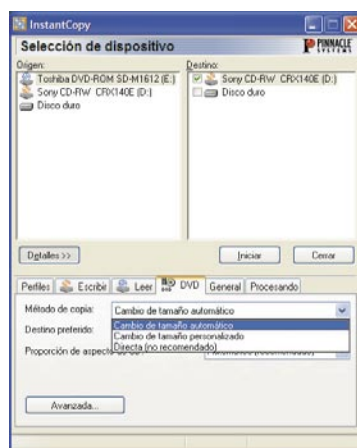 InstantCopy
Selección de dispositivo
PINNACLE SYSTEMS
Origen:
Destino:
Toshiba DVD-ROM SD-M1612 (E:)
Sony CD-RW CRX140E (D:)
Disco duro
Sony CD-RW CRX140E (D:)
Disco duro
Detalles >>
Iniciar
Cerrar
Perfiles Escribir Leer DVD General Procesando
Método de copia:
Cambio de tamaño automático
Cambio de tamaño automático
Destino preferido:
Cambio de tamaño personalizado
Directa (no recomendado)
Proporción de aspecto de
Avanzada...